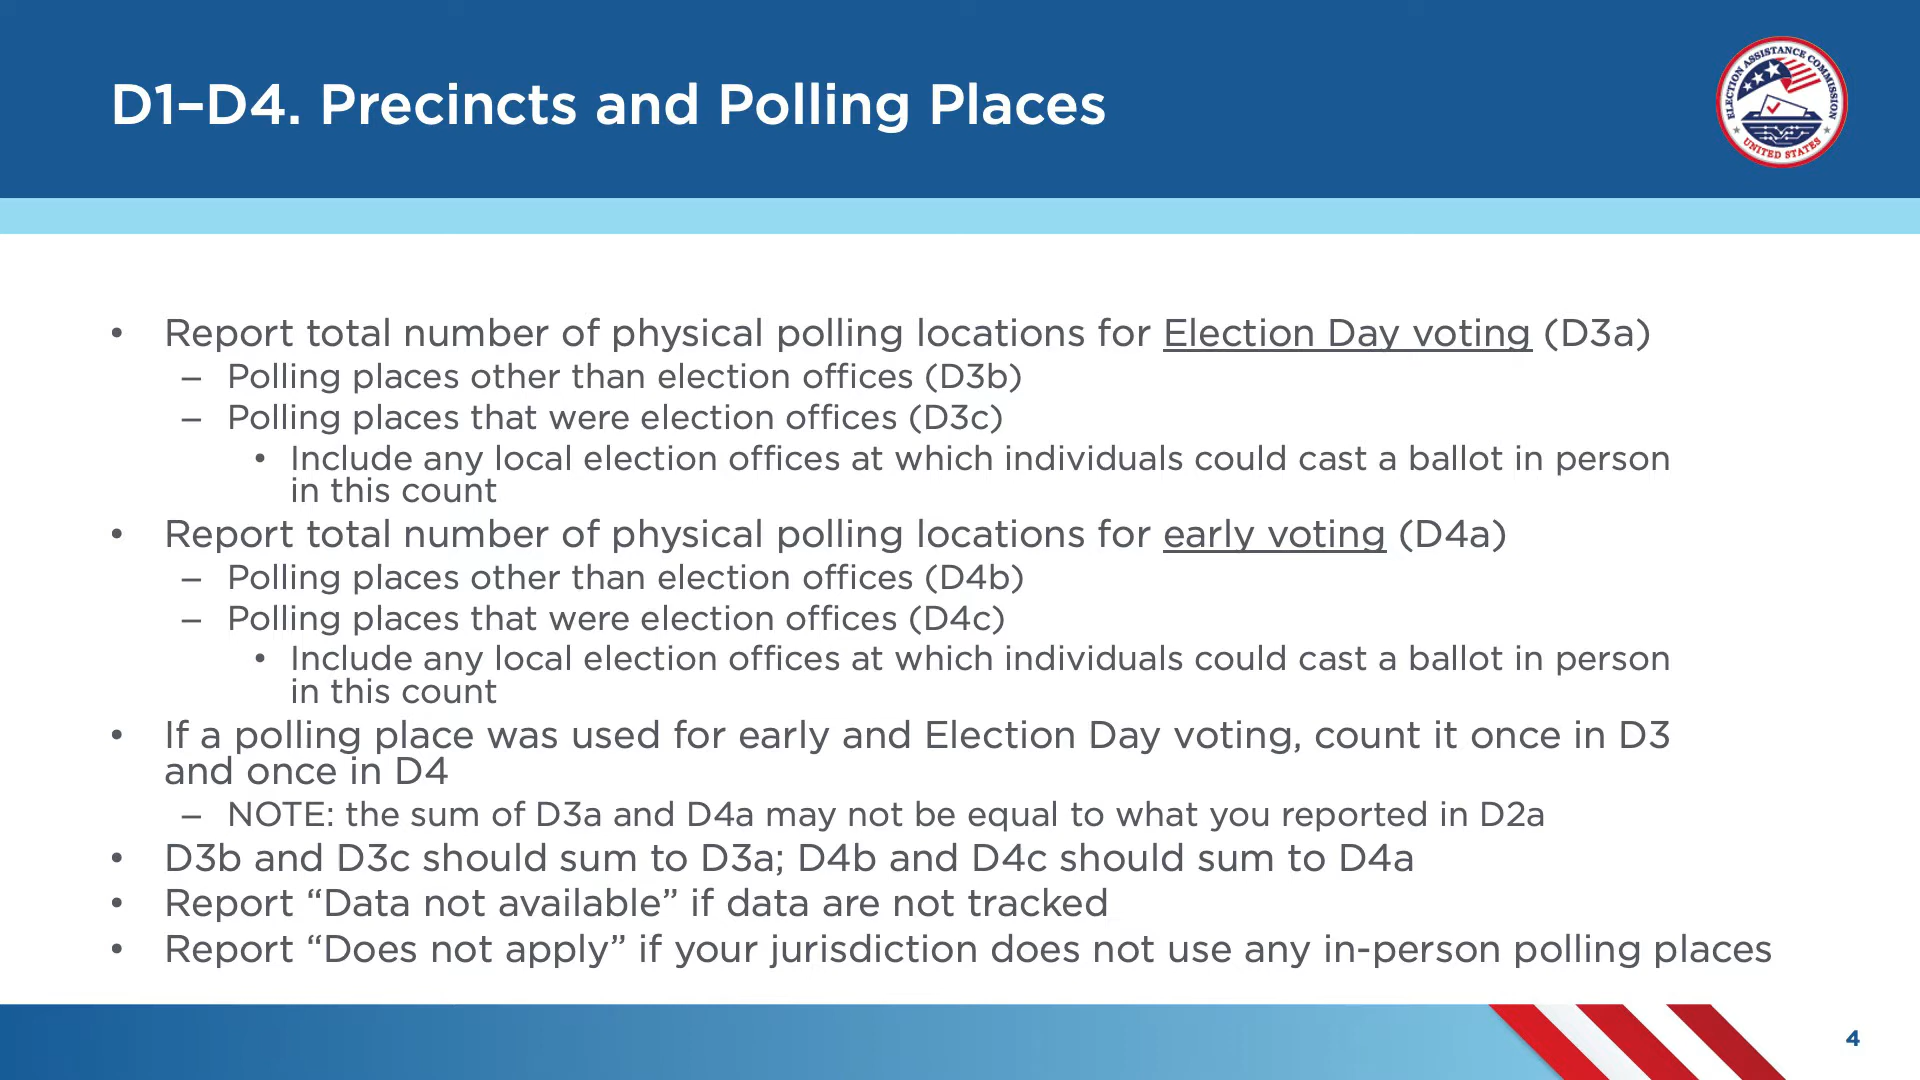 D1–D4. Precincts and Polling Places
ELECTION ASSISTANCE COMMISSION
UNITED STATES
• Report total number of physical polling locations for Election Day voting (D3a)
– Polling places other than election offices (D3b)
– Polling places that were election offices (D3c)
• Include any local election offices at which individuals could cast a ballot in person
in this count
• Report total number of physical polling locations for early voting (D4a)
– Polling places other than election offices (D4b)
– Polling places that were election offices (D4c)
• Include any local election offices at which individuals could cast a ballot in person
in this count
• If a polling place was used for early and Election Day voting, count it once in D3
and once in D4
– NOTE: the sum of D3a and D4a may not be equal to what you reported in D2a
• D3b and D3c should sum to D3a; D4b and D4c should sum to D4a
• Report “Data not available” if data are not tracked
• Report “Does not apply” if your jurisdiction does not use any in-person polling places
4